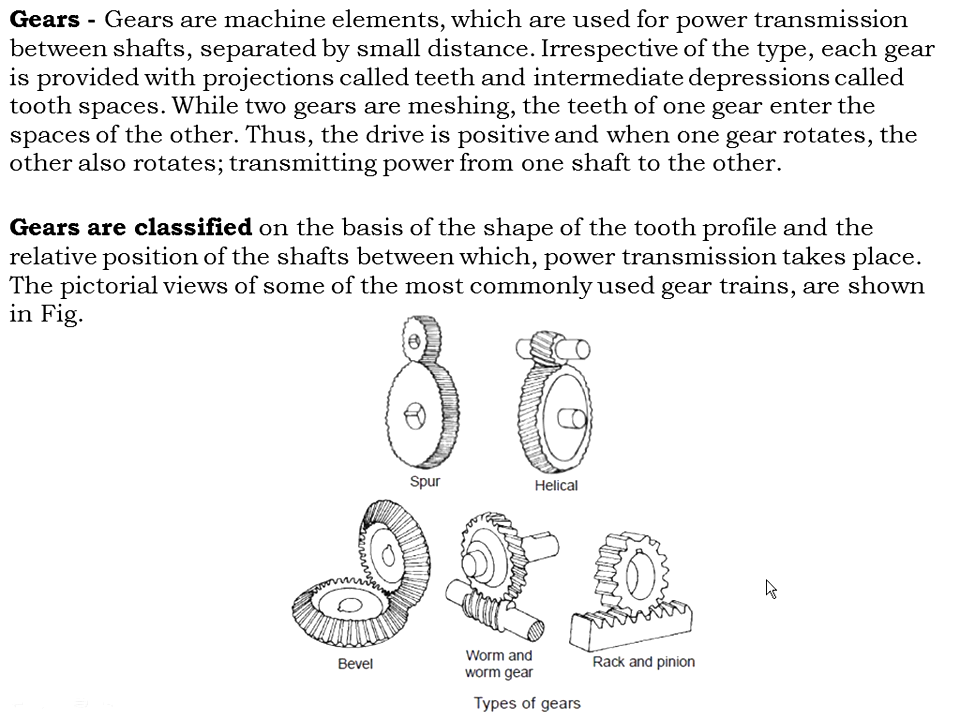 Gears - Gears are machine elements, which are used for power transmission
between shafts, separated by small distance. Irrespective of the type, each gear
is provided with projections called teeth and intermediate depressions called
tooth spaces. While two gears are meshing, the teeth of one gear enter the
spaces of the other. Thus, the drive is positive and when one gear rotates, the
other also rotates; transmitting power from one shaft to the other.
Gears are classified on the basis of the shape of the tooth profile and the
relative position of the shafts between which, power transmission takes place.
The pictorial views of some of the most commonly used gear trains, are shown
in Fig.
Spur
Helical
Bevel
Worm and
worm gear
Rack and pinion
Types of gears